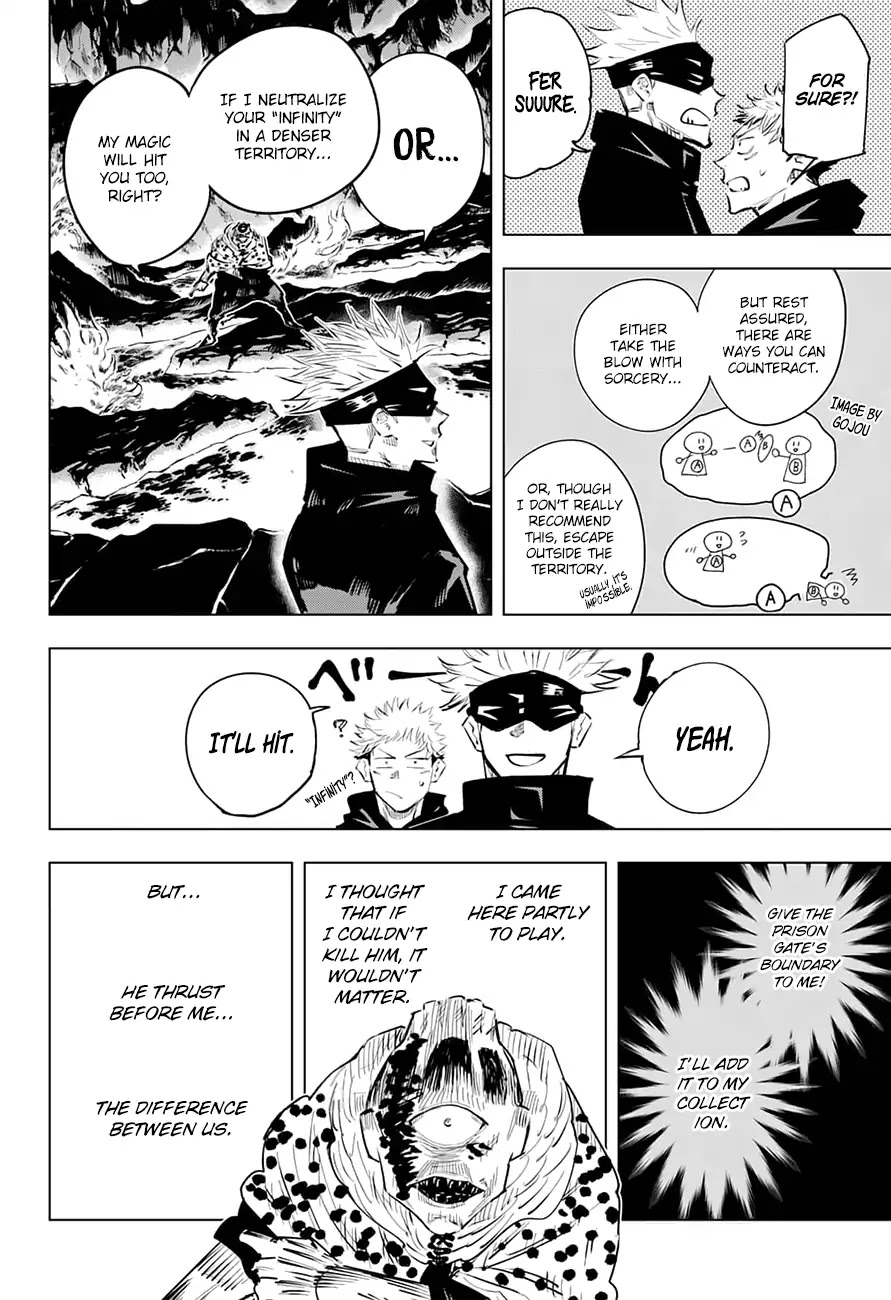 FOR
SURE?!
FER
SUUURE.
BUT REST
ASSURED,
THERE ARE
WAYS YOU CAN
COUNTERACT.
EITHER
TAKE THE
BLOW WITH
SORCERY...
IMAGE BY
GOJOU
A
A
B
B
A
OR, THOUGH
I DON'T REALLY
RECOMMEND
THIS, ESCAPE
OUTSIDE THE
TERRITORY.
USUALLY, IT'S
IMPOSSIBLE.
A
B
A
OR...
IF I NEUTRALIZE
YOUR "INFINITY"
IN A DENSER
TERRITORY...
MY MAGIC
WILL HIT
YOU TOO,
RIGHT?
YEAH.
べーーん
"INFINITY"?
?
IT'LL HIT.
GIVE THE
PRISON
GATE'S
BOUNDARY
TO ME!
I'LL ADD
IT TO MY
COLLECT
ION.
I CAME
HERE PARTLY
TO PLAY.
I THOUGHT
THAT IF
I COULDN'T
KILL HIM, IT
WOULDN'T
MATTER.
BUT...
HE THRUST
BEFORE ME...
THE DIFFERENCE
BETWEEN US.